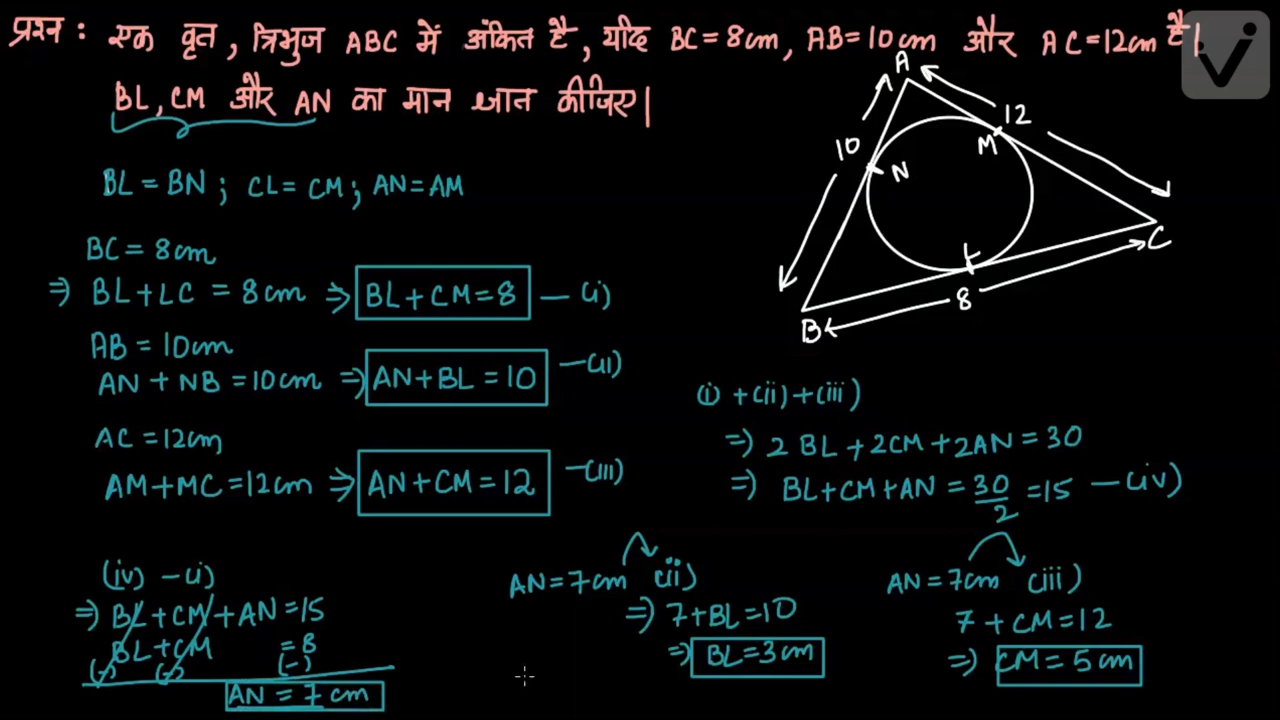 प्रश्न : एक वृत, त्रिभुज ABC में अंकित है, यदि BC = 8cm, AB = 10cm और AC = 12cm है।
BL, CM और AN का मान ज्ञात कीजिए।
A
12
10
M
N
L
C
8
B
BL = BN ; CL = CM ; AN = AM
BC = 8cm
⇒ BL + LC = 8cm ⇒ BL + CM = 8 — (i)
AB = 10cm
AN + NB = 10cm ⇒ AN + BL = 10 — (ii)
AC = 12cm
AM + MC = 12cm ⇒ AN + CM = 12 — (iii)
(i) + (ii) + (iii)
⇒ 2BL + 2CM + 2AN = 30
⇒ BL + CM + AN = 30/2 = 15 — (iv)
(iv) - (i)
⇒ BL + CM + AN = 15
BL + CM = 8
(-) (-) (-)
AN = 7 cm
AN = 7cm (ii)
⇒ 7 + BL = 10
⇒ BL = 3cm
AN = 7cm (iii)
7 + CM = 12
⇒ CM = 5 cm